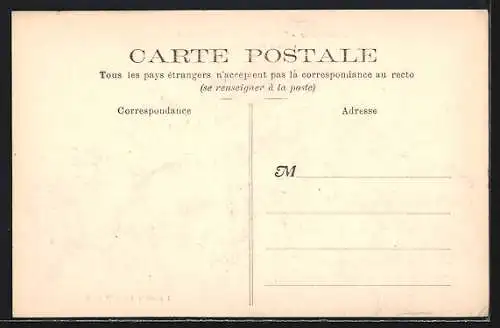 CARTE POSTALE
Tous les pays étrangers n'acceptent pas la correspondance au recto
(se renseigner à la poste)
Correspondance
Adresse
M